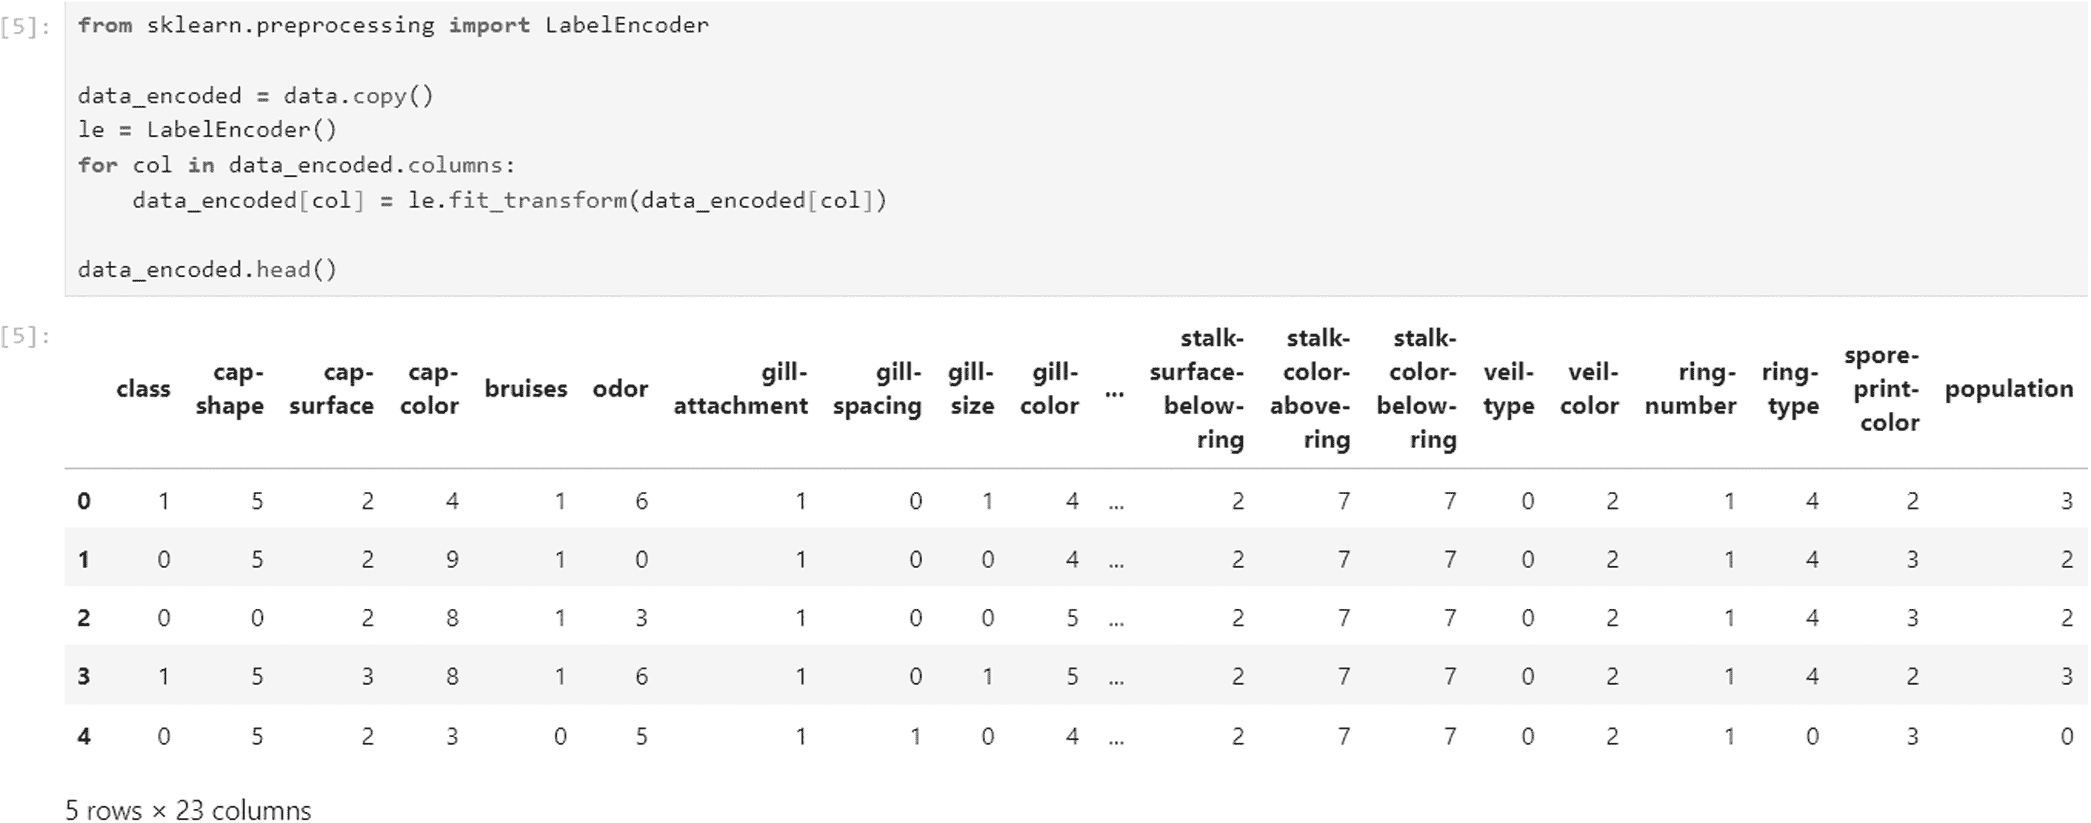 [5]: from sklearn.preprocessing import LabelEncoder
data_encoded = data.copy()
le = LabelEncoder()
for col in data_encoded.columns:
    data_encoded[col] = le.fit_transform(data_encoded[col])
data_encoded.head()
[5]: class cap-shape cap-surface cap-color bruises odor gill-attachment gill-spacing gill-size gill-color ... stalk-surface-below-ring stalk-color-above-ring stalk-color-below-ring veil-type veil-color ring-number ring-type spore-print-color population
0 1 5 2 4 1 6 1 0 1 4 ... 2 7 7 0 2 1 4 2 3
1 0 5 2 9 1 0 1 0 0 4 ... 2 7 7 0 2 1 4 3 2
2 0 0 2 8 1 3 1 0 0 5 ... 2 7 7 0 2 1 4 3 2
3 1 5 3 8 1 6 1 0 1 5 ... 2 7 7 0 2 1 4 2 3
4 0 5 2 3 0 5 1 1 0 4 ... 2 7 7 0 2 1 0 3 0
5 rows × 23 columns